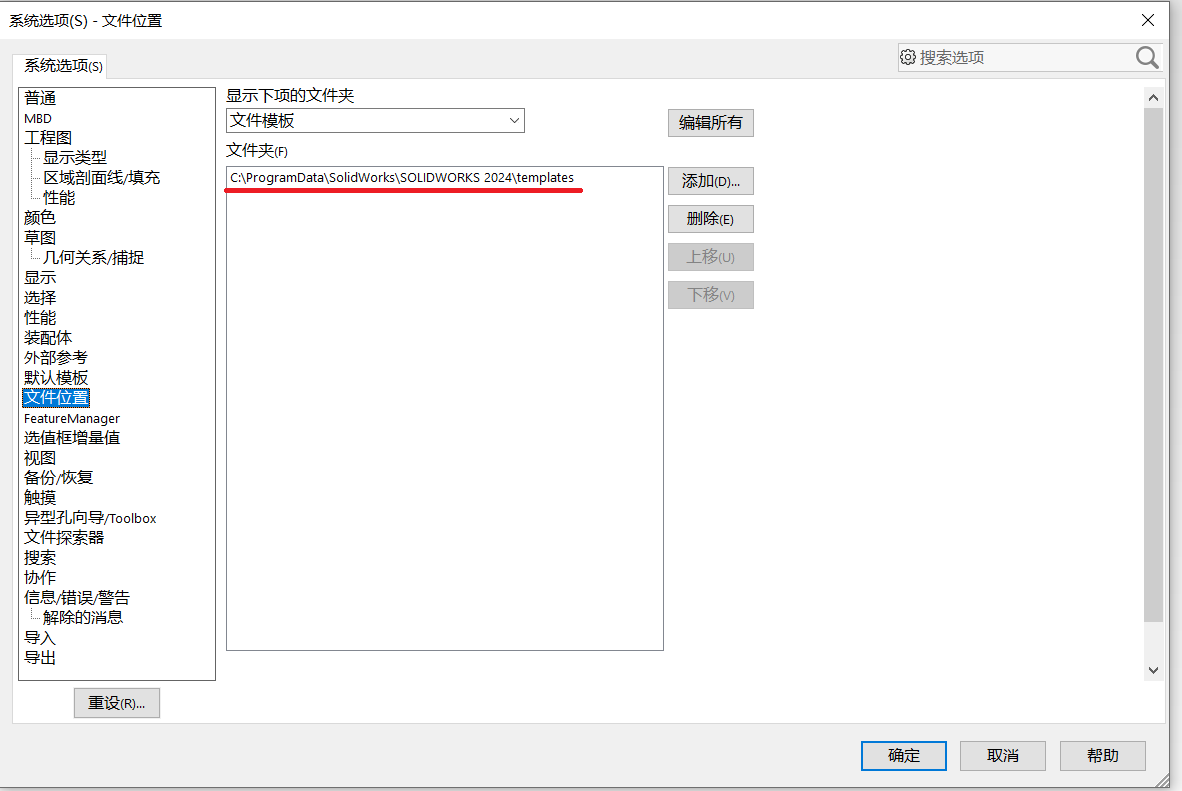 系统选项(S) - 文件位置
系统选项(S)
搜索选项
普通
MBD
工程图
显示类型
区域剖面线/填充
性能
颜色
草图
几何关系/捕捉
显示
选择
性能
装配体
外部参考
默认模板
文件位置
FeatureManager
选值框增量值
视图
备份/恢复
触摸
异型孔向导/Toolbox
文件探索器
搜索
协作
信息/错误/警告
解除的消息
导入
导出
重设(R)...
显示下项的文件夹
文件模板
编辑所有
文件夹(F)
C:\ProgramData\SolidWorks\SOLIDWORKS 2024\templates
添加(D)...
删除(E)
上移(U)
下移(V)
确定
取消
帮助